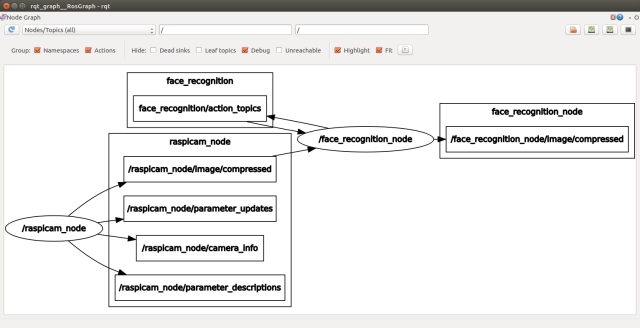 rqt_graph__RosGraph - rqt
Node Graph
Nodes/Topics (all)
/
/
Group:
Namespaces
Actions
Hide:
Dead sinks
Leaf topics
Debug
Unreachable
Highlight
Fit
face_recognition
face_recognition/action_topics
face_recognition_node
/face_recognition_node
/face_recognition_node/image/compressed
raspicam_node
/raspicam_node/image/compressed
/raspicam_node/parameter_updates
/raspicam_node
/raspicam_node/camera_info
/raspicam_node/parameter_descriptions